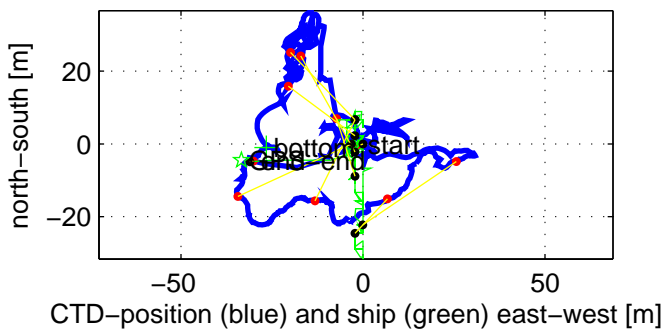 20
0
−20
north−south [m]
bottom
start
end
−50
0
50
CTD−position (blue) and ship (green) east−west [m]